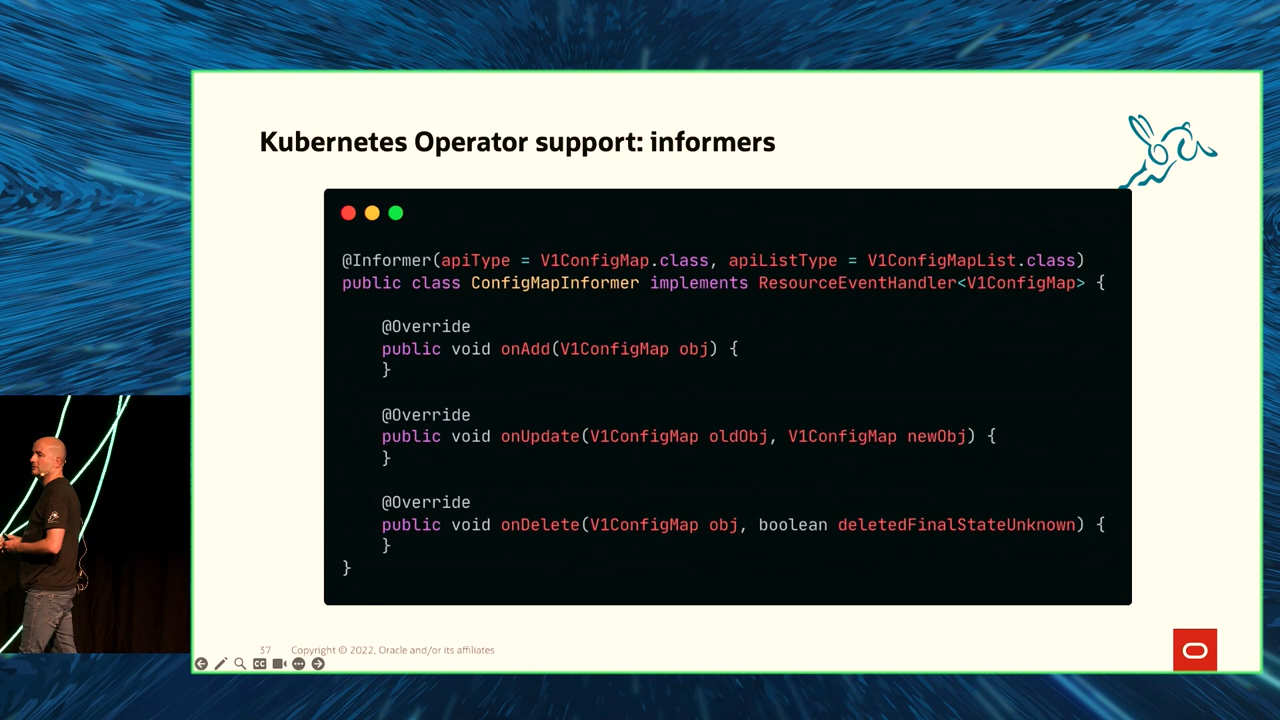 Kubernetes Operator support: informers
@Informer(apiType = V1ConfigMap.class, apiListType = V1ConfigMapList.class)
public class ConfigMapInformer implements ResourceEventHandler<V1ConfigMap> {
@Override
public void onAdd(V1ConfigMap obj) {
}
@Override
public void onUpdate(V1ConfigMap oldObj, V1ConfigMap newObj) {
}
@Override
public void onDelete(V1ConfigMap obj, boolean deletedFinalStateUnknown) {
}
}
37 Copyright © 2022, Oracle and/or its affiliates
CC